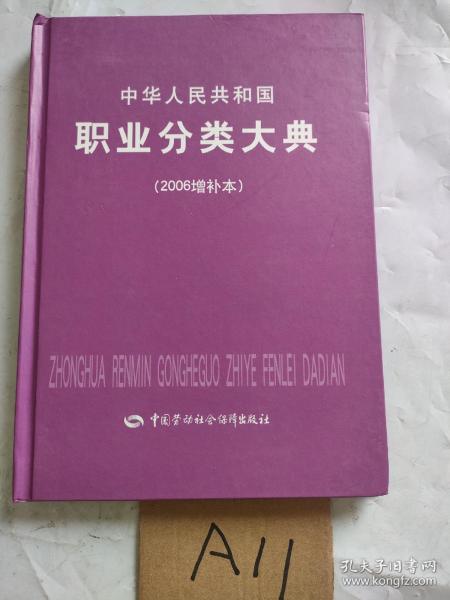 中华人民共和国
职业分类大典
(2006增补本)
ZHONGHUA RENMIN GONGHEGUO ZHIYE FENLEI DADIAN
中国劳动社会保障出版社
A11
孔夫子旧书网
www.kongfz.com